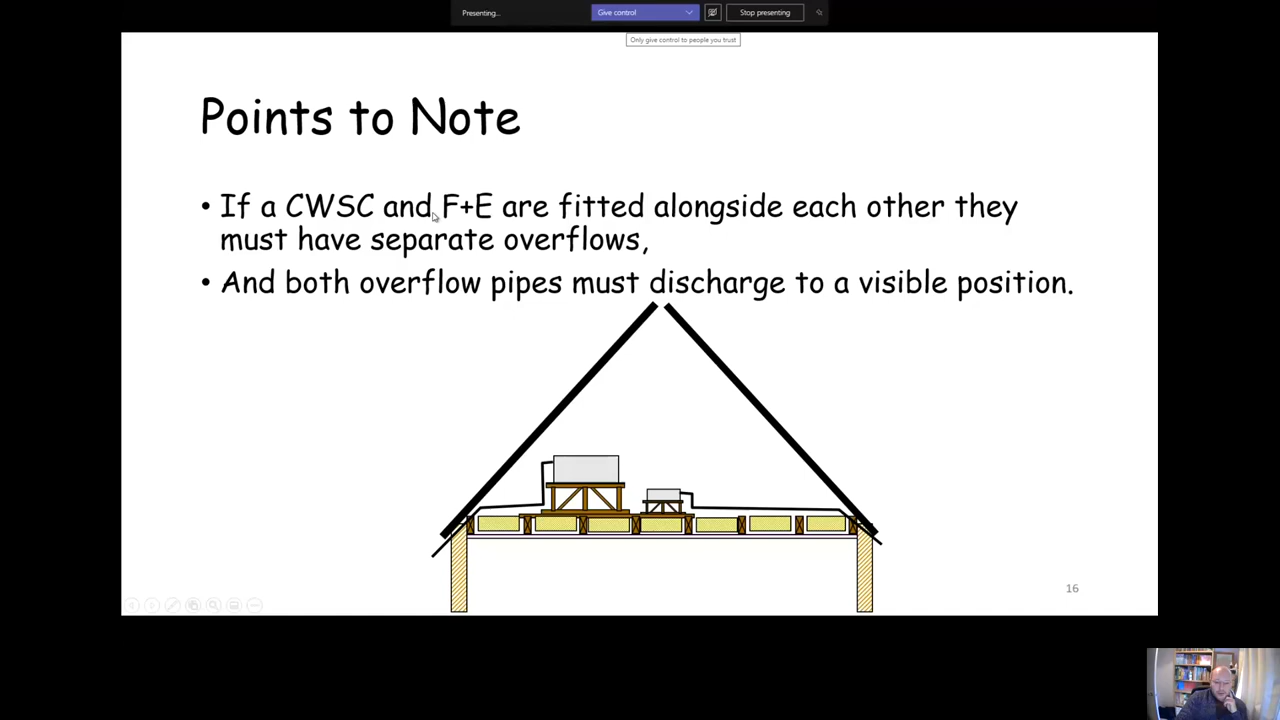 Presenting...
Give control
Stop presenting
Only give control to people you trust
Points to Note
• If a CWSC and F+E are fitted alongside each other they
must have separate overflows,
• And both overflow pipes must discharge to a visible position.
16